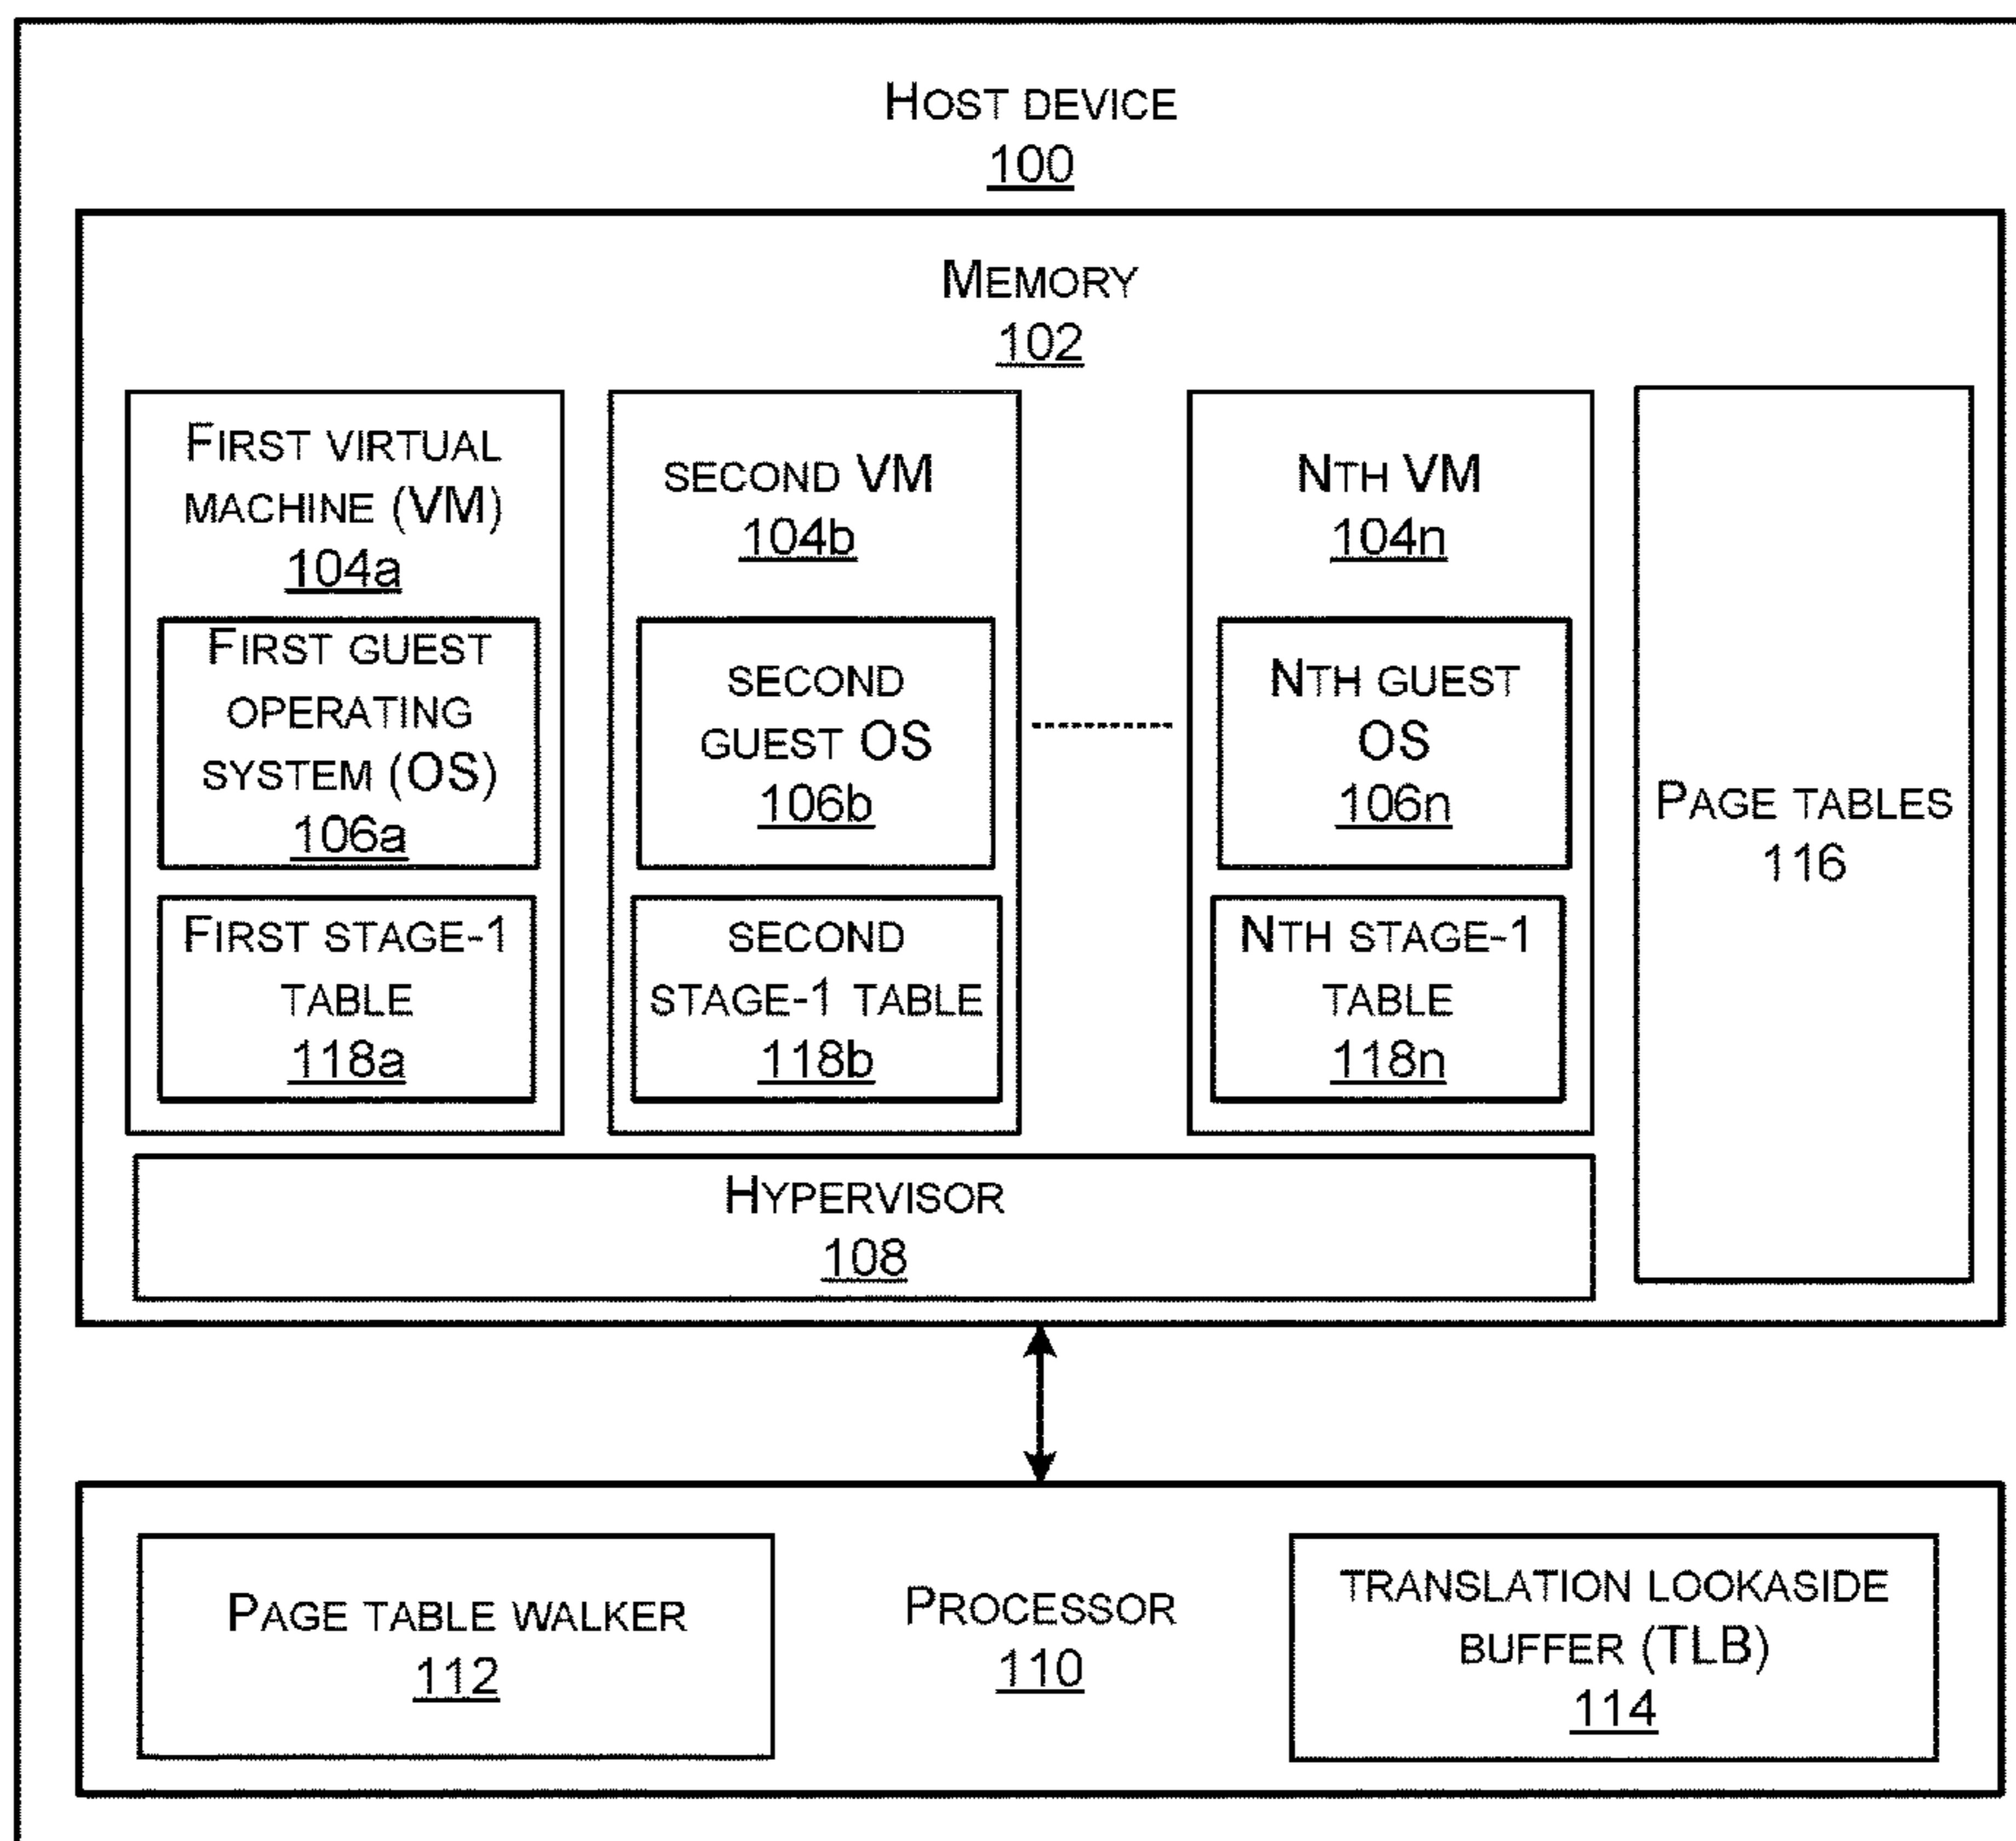 HOST DEVICE
100
MEMORY
102
FIRST VIRTUAL
MACHINE (VM)
104a
FIRST GUEST
OPERATING
SYSTEM (OS)
106a
FIRST STAGE-1
TABLE
118a
SECOND VM
104b
SECOND
GUEST OS
106b
SECOND
STAGE-1 TABLE
118b
NTH VM
104n
NTH GUEST
OS
106n
NTH STAGE-1
TABLE
118n
PAGE TABLES
116
HYPERVISOR
108
PAGE TABLE WALKER
112
PROCESSOR
110
TRANSLATION LOOKASIDE
BUFFER (TLB)
114